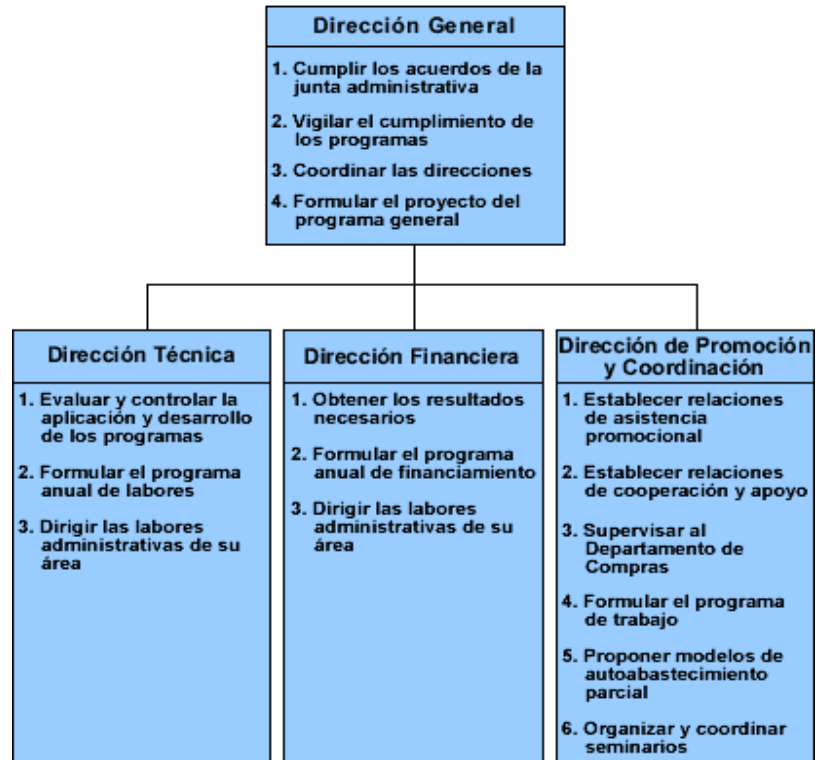 Dirección General
1. Cumplir los acuerdos de la
junta administrativa
2. Vigilar el cumplimiento de
los programas
3. Coordinar las direcciones
4. Formular el proyecto del
programa general
Dirección Técnica
1. Evaluar y controlar la
aplicación y desarrollo
de los programas
2. Formular el programa
anual de labores
3. Dirigir las labores
administrativas de su
área
Dirección Financiera
1. Obtener los resultados
necesarios
2. Formular el programa
anual de financiamiento
3. Dirigir las labores
administrativas de su
área
Dirección de Promoción
y Coordinación
1. Establecer relaciones
de asistencia
promocional
2. Establecer relaciones
de cooperación y apoyo
3. Supervisar al
Departamento de
Compras
4. Formular el programa
de trabajo
5. Proponer modelos de
autoabastecimiento
parcial
6. Organizar y coordinar
seminarios